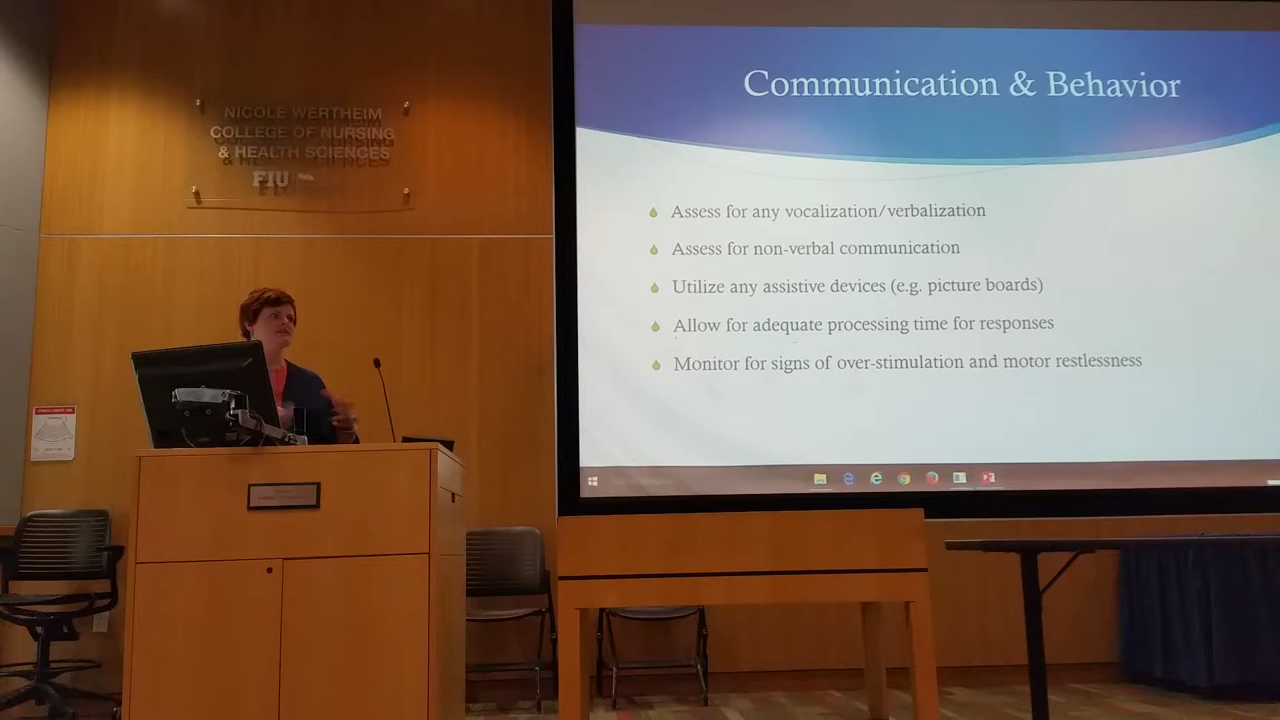 NICOLE WERTHEIM
COLLEGE OF NURSING
& HEALTH SCIENCES
FIU
Communication & Behavior
Assess for any vocalization/verbalization
Assess for non-verbal communication
Utilize any assistive devices (e.g. picture boards)
Allow for adequate processing time for responses
Monitor for signs of over-stimulation and motor restlessness